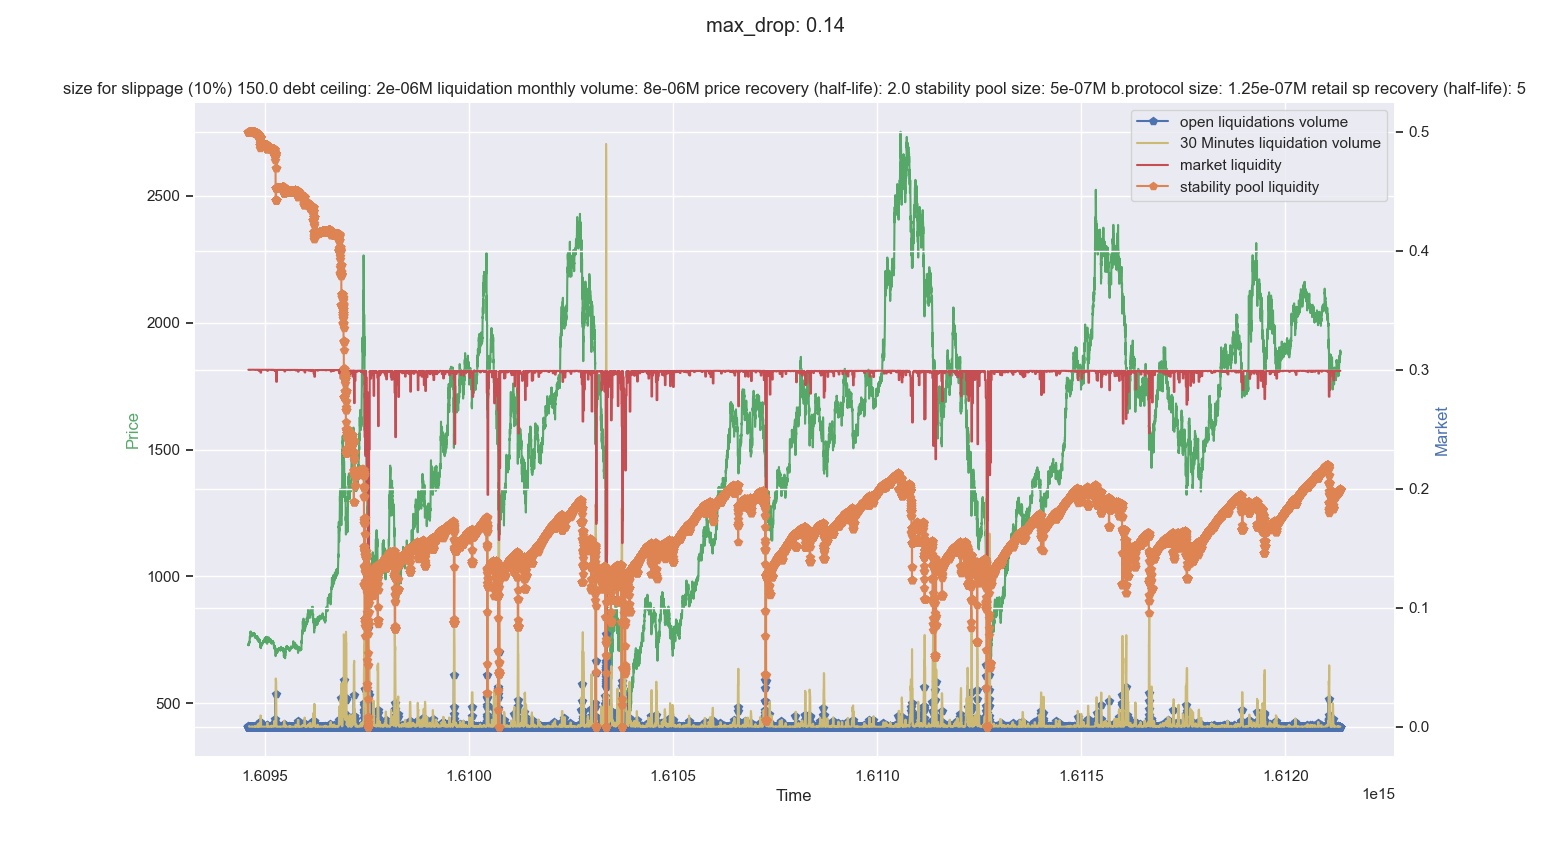 max_drop: 0.14
size for slippage (10%) 150.0 debt ceiling: 2e-06M liquidation monthly volume: 8e-06M price recovery (half-life): 2.0 stability pool size: 5e-07M b.protocol size: 1.25e-07M retail sp recovery (half-life): 5
open liquidations volume
30 Minutes liquidation volume
market liquidity
stability pool liquidity
2500
2000
1500
1000
500
Price
0.5
0.4
0.3
0.2
0.1
0.0
Market
1.6095 1.6100 1.6105 1.6110 1.6115 1.6120
Time
1e15